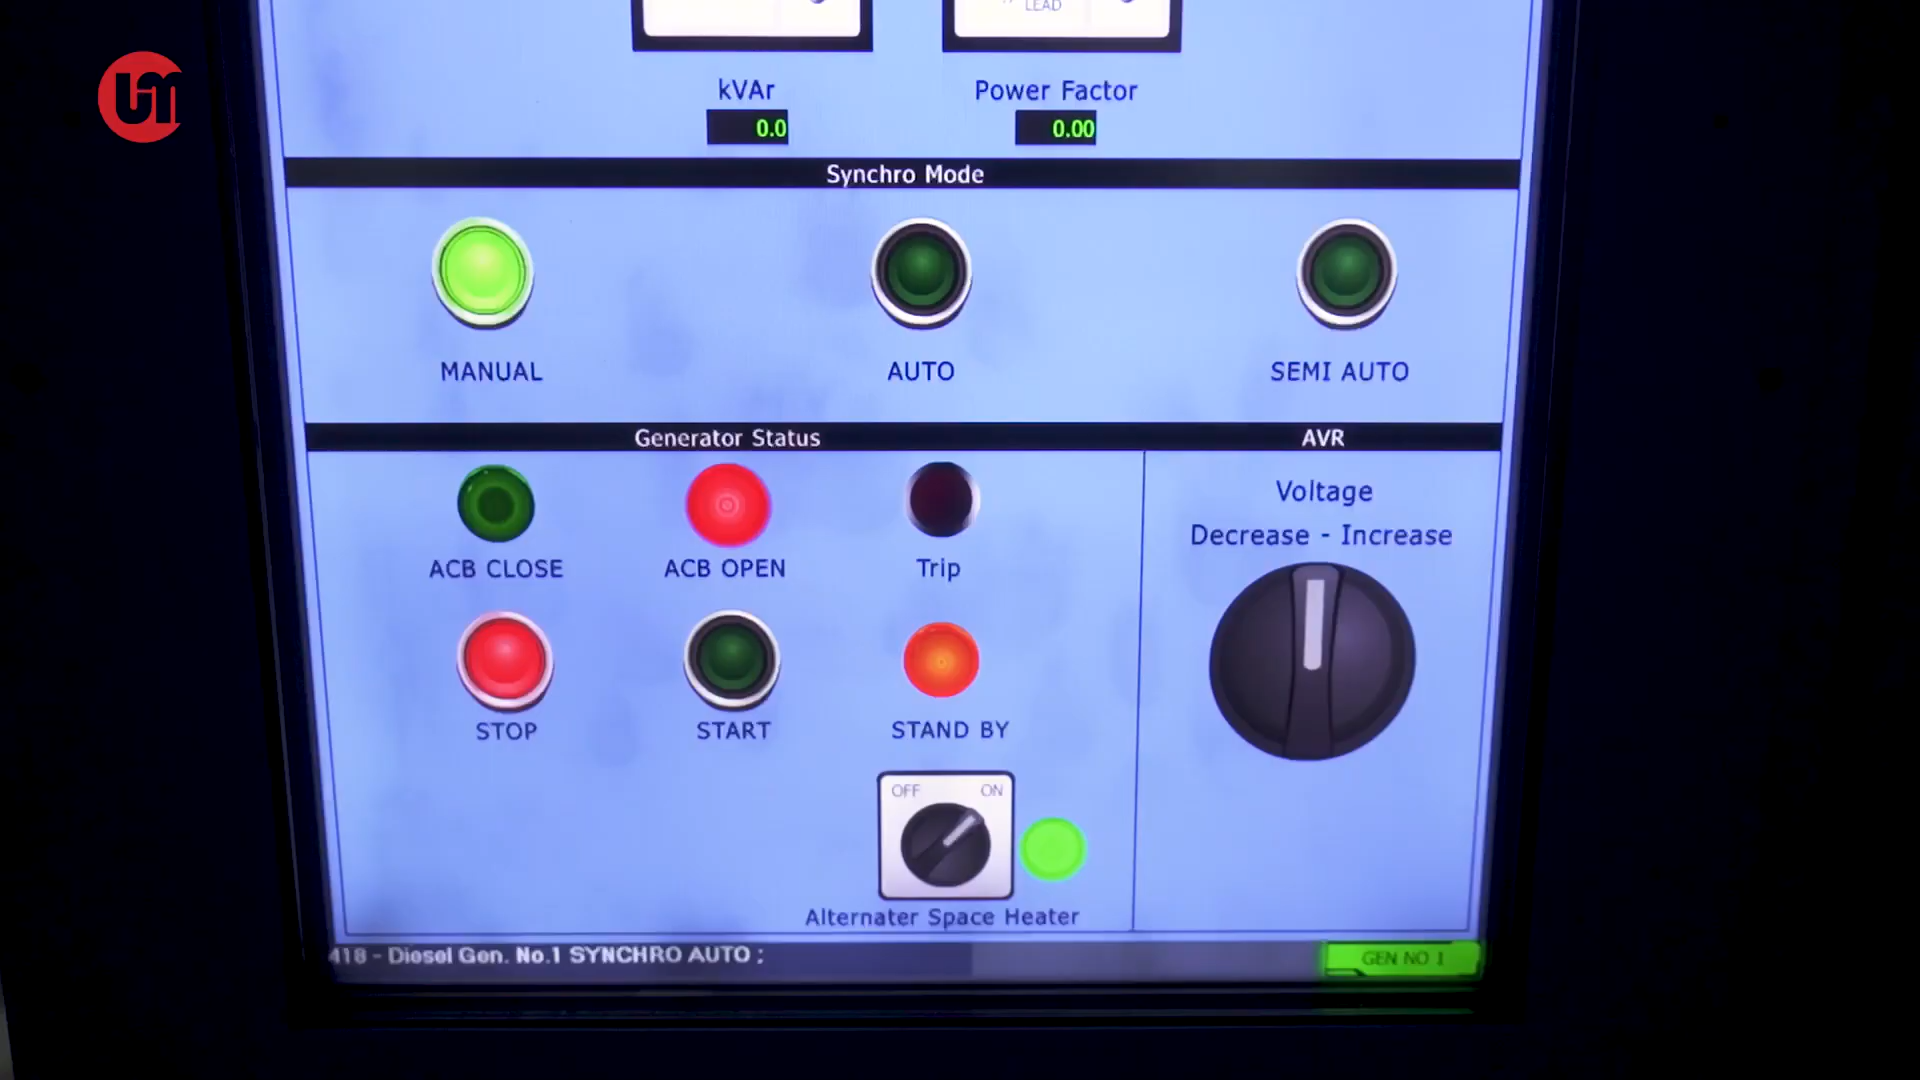 LEAD
kVAr
Power Factor
0.0
0.00
Synchro Mode
MANUAL
AUTO
SEMI AUTO
Generator Status
AVR
Voltage
Decrease - Increase
ACB CLOSE
ACB OPEN
Trip
STOP
START
STAND BY
OFF
ON
Alternater Space Heater
418 - Diesel Gen. No.1 SYNCHRO AUTO ;
GEN NO 1